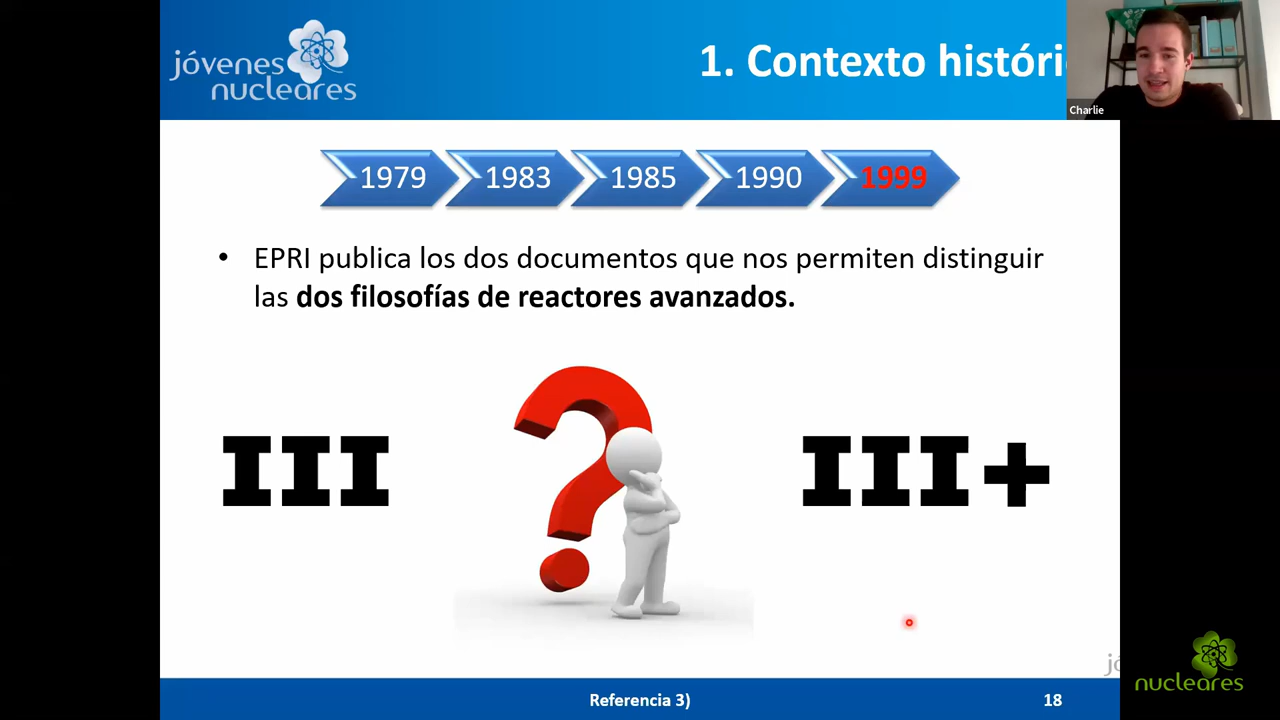 jóvenes
nucleares
1. Contexto históri
Charlie
1979
1983
1985
1990
1999
• EPRI publica los dos documentos que nos permiten distinguir
las dos filosofías de reactores avanzados.
III
?
III+
jó
nucleares
Referencia 3)
18